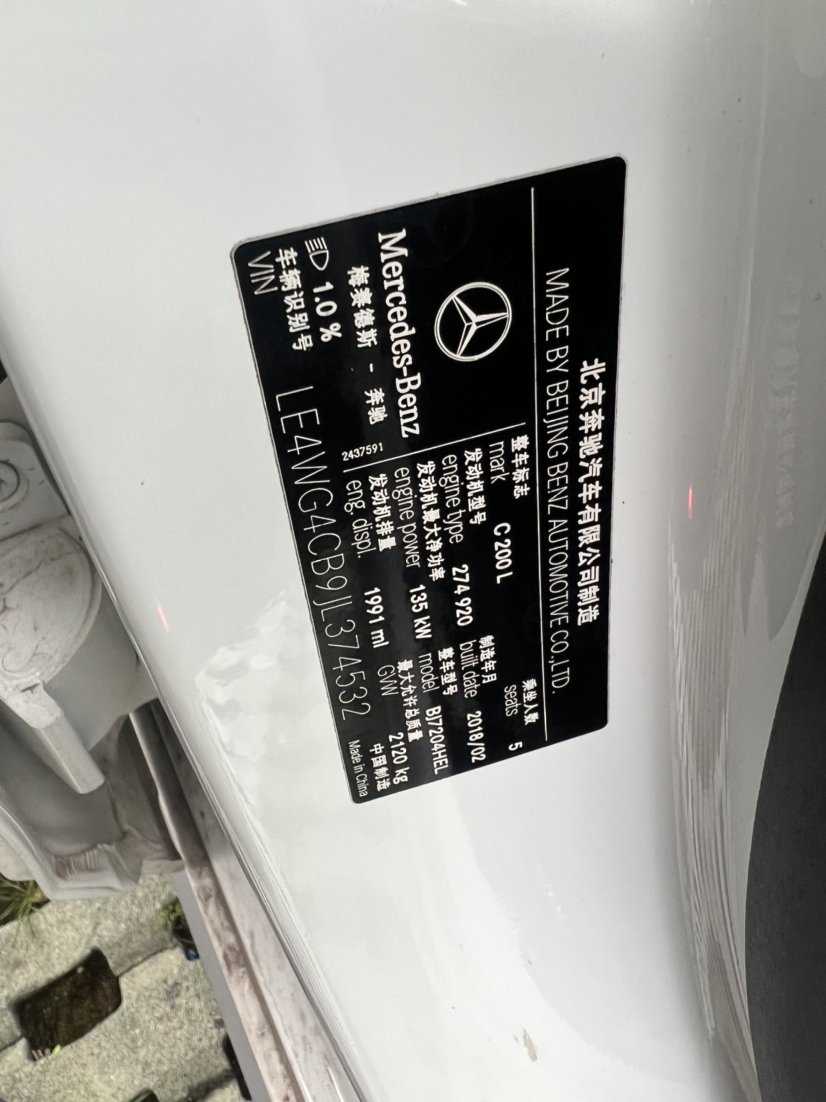 北京奔驰汽车有限公司制造
MADE BY BEIJING BENZ AUTOMOTIVE CO.,LTD.
Mercedes-Benz
梅赛德斯 - 奔驰
1.0 %
2437591
整车标志 C 200 L 乘坐人数 5
mark seats
发动机型号 274 920 制造年月 2018/02
engine type built date
发动机最大净功率 135 kW 整车型号 BJ7204HEL
engine power model
发动机排量 1991 ml 最大允许总质量 2120 kg
eng. displ. GVW
车辆识别号 LE4WG4CB9JL374532 中国制造
VIN Made in China